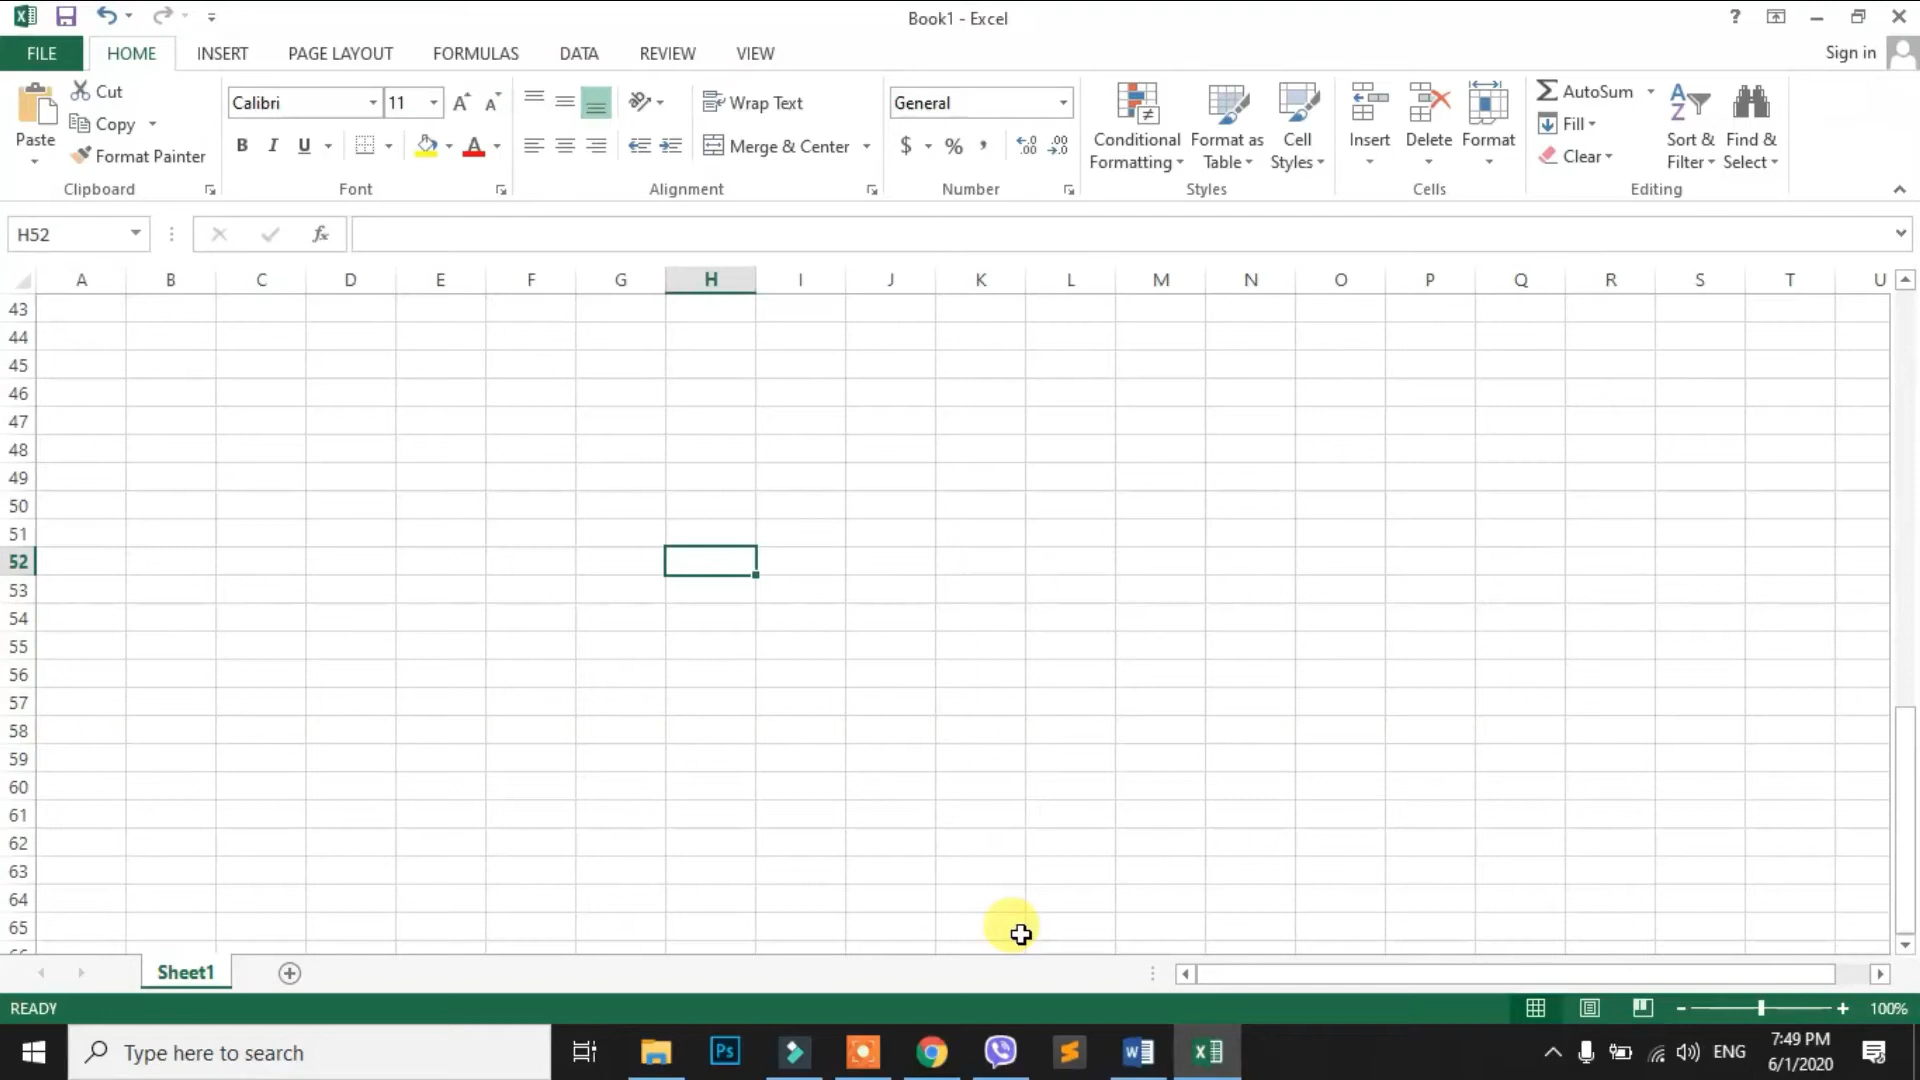 Book1 - Excel
?
FILE HOME INSERT PAGE LAYOUT FORMULAS DATA REVIEW VIEW
Sign in
Paste
Cut
Copy
Format Painter
Clipboard
Calibri 11
B I U
Font
Wrap Text
Merge & Center
Alignment
General
$ % ,
Number
Conditional Formatting
Format as Table
Cell Styles
Styles
Insert Delete Format
Cells
AutoSum
Fill
Clear
Sort & Filter
Find & Select
Editing
H52
fx
A B C D E F G H I J K L M N O P Q R S T U
43
44
45
46
47
48
49
50
51
52
53
54
55
56
57
58
59
60
61
62
63
64
65
Sheet1
READY
100%
Type here to search
Ps
ENG
7:49 PM
6/1/2020